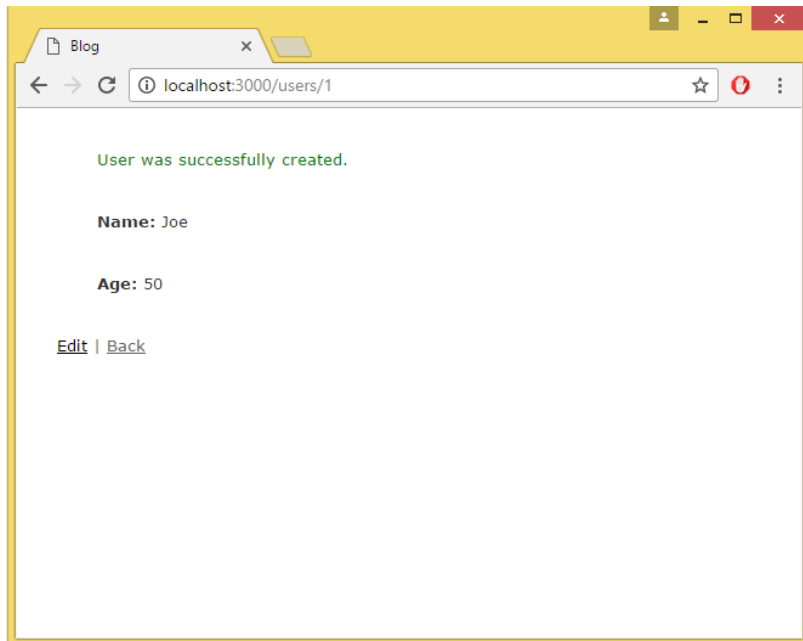 Blog
localhost:3000/users/1
User was successfully created.
Name: Joe
Age: 50
Edit | Back